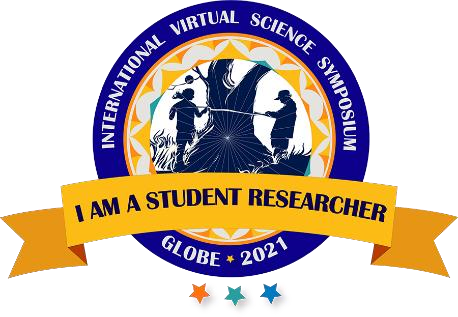 INTERNATIONAL VIRTUAL SCIENCE SYMPOSIUM
I AM A STUDENT RESEARCHER
GLOBE ★ 2021